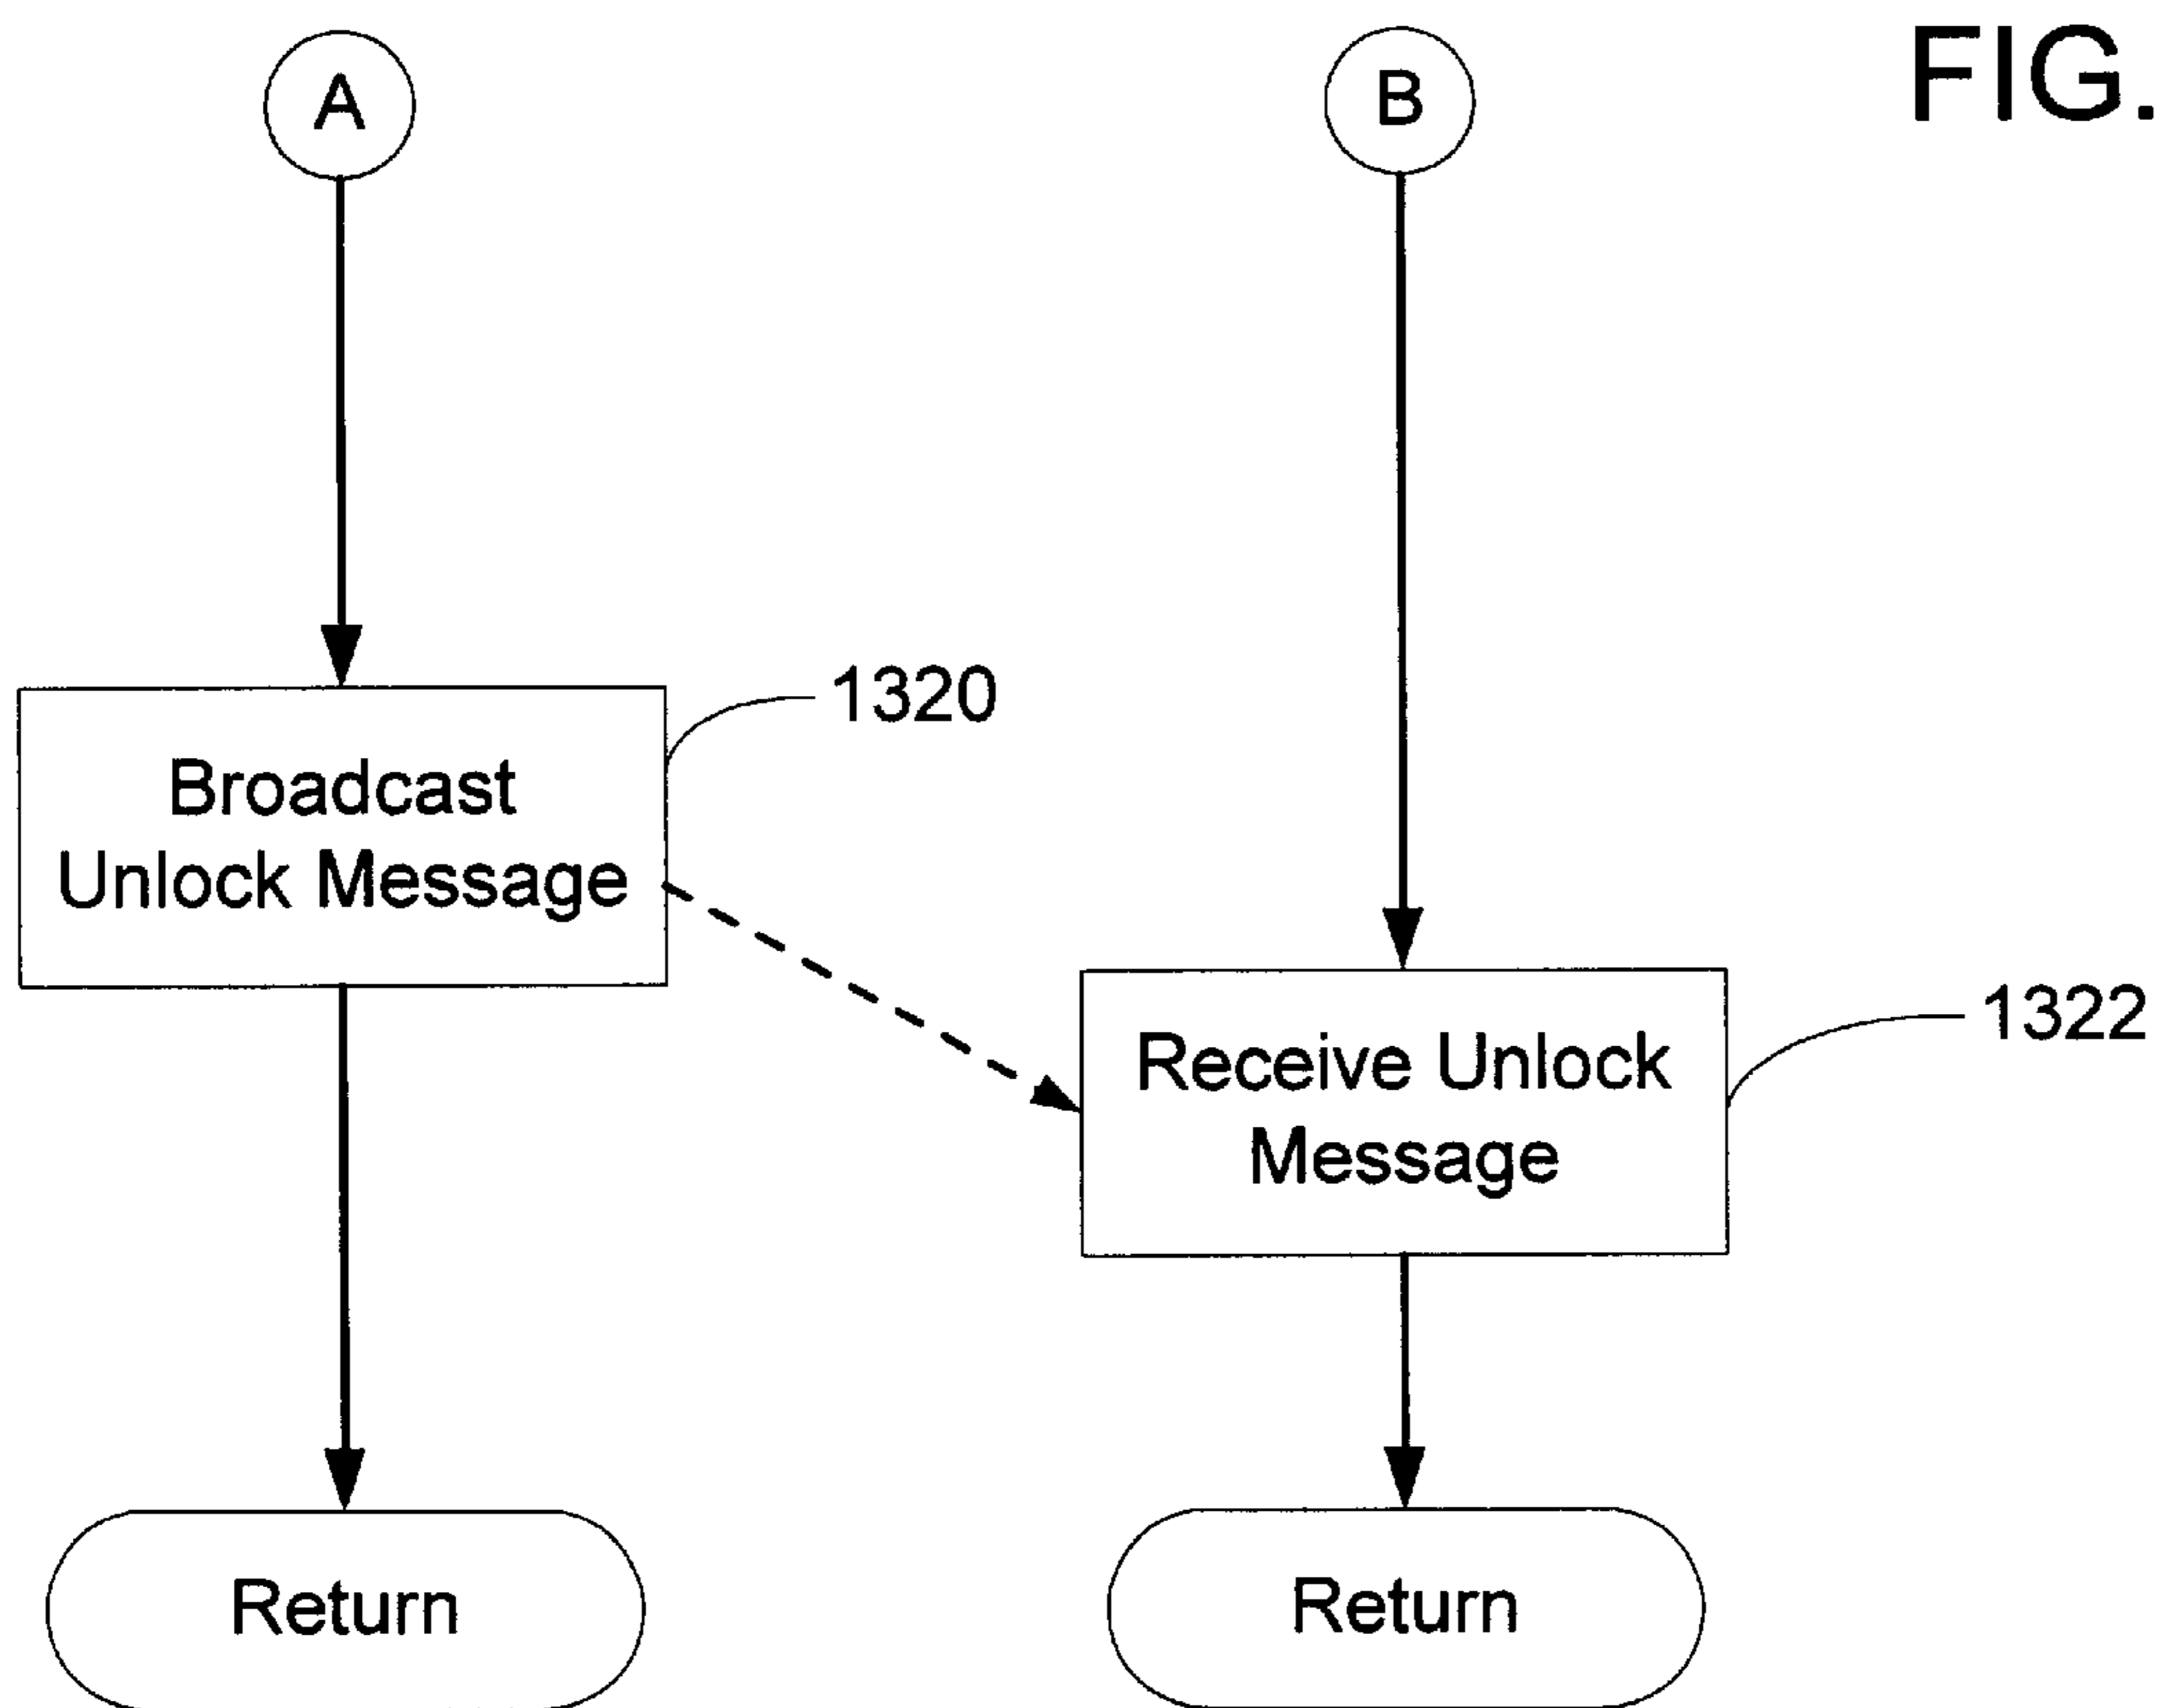 A
B
FIG.
1320
Broadcast
Unlock Message
1322
Receive Unlock
Message
Return
Return